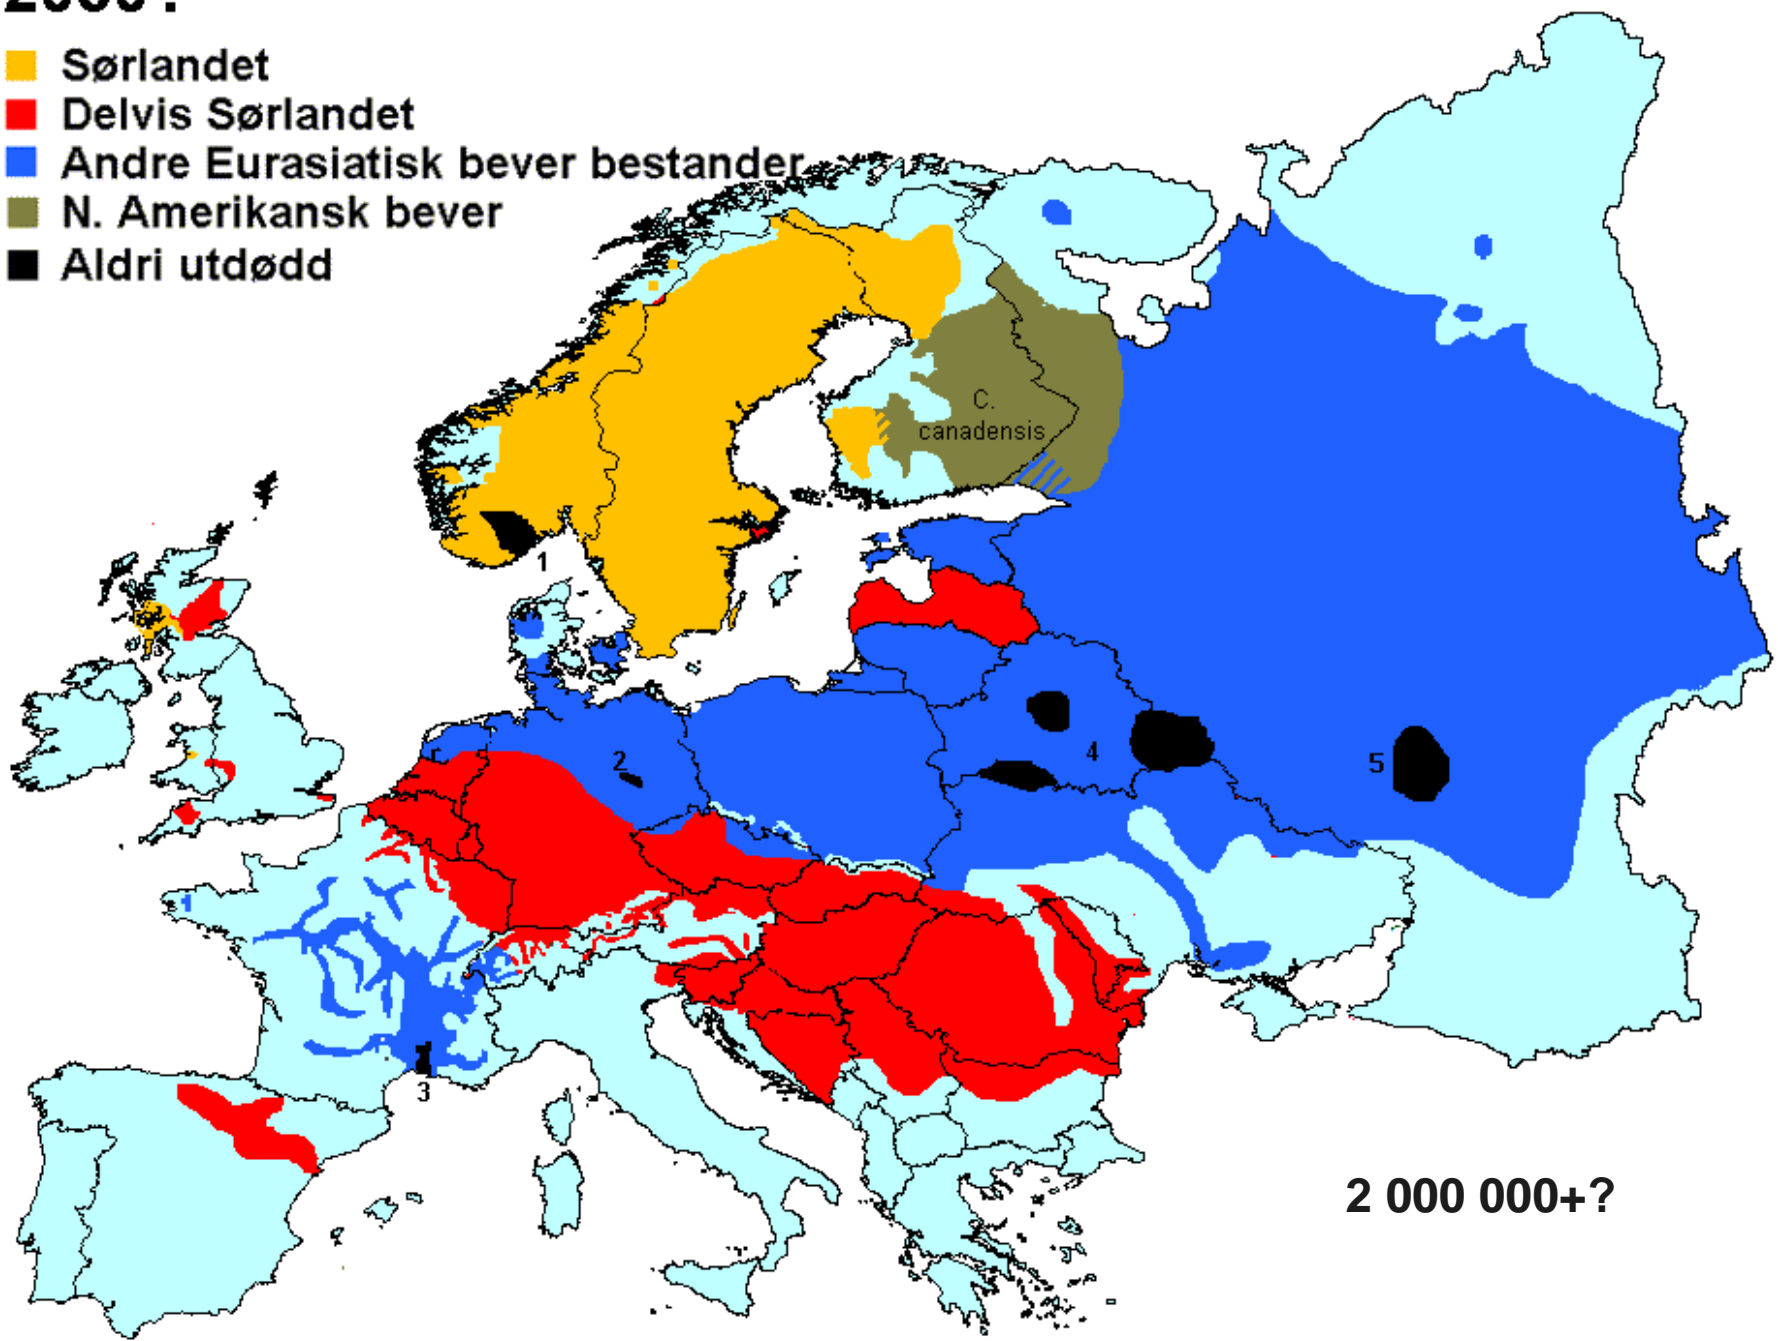 Sørlandet
Delvis Sørlandet
Andre Eurasiatisk bever bestander
N. Amerikansk bever
Aldri utdødd
C.
canadensis
1
2
4
5
3
2 000 000+?